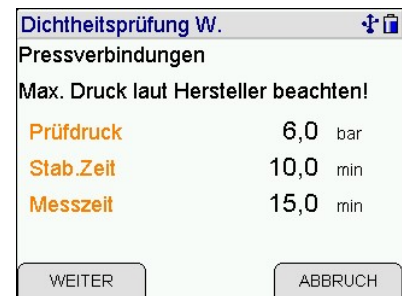 Dichtheitsprüfung W.
Pressverbindungen
Max. Druck laut Hersteller beachten!
Prüfdruck 6,0 bar
Stab.Zeit 10,0 min
Messzeit 15,0 min
WEITER ABBRUCH